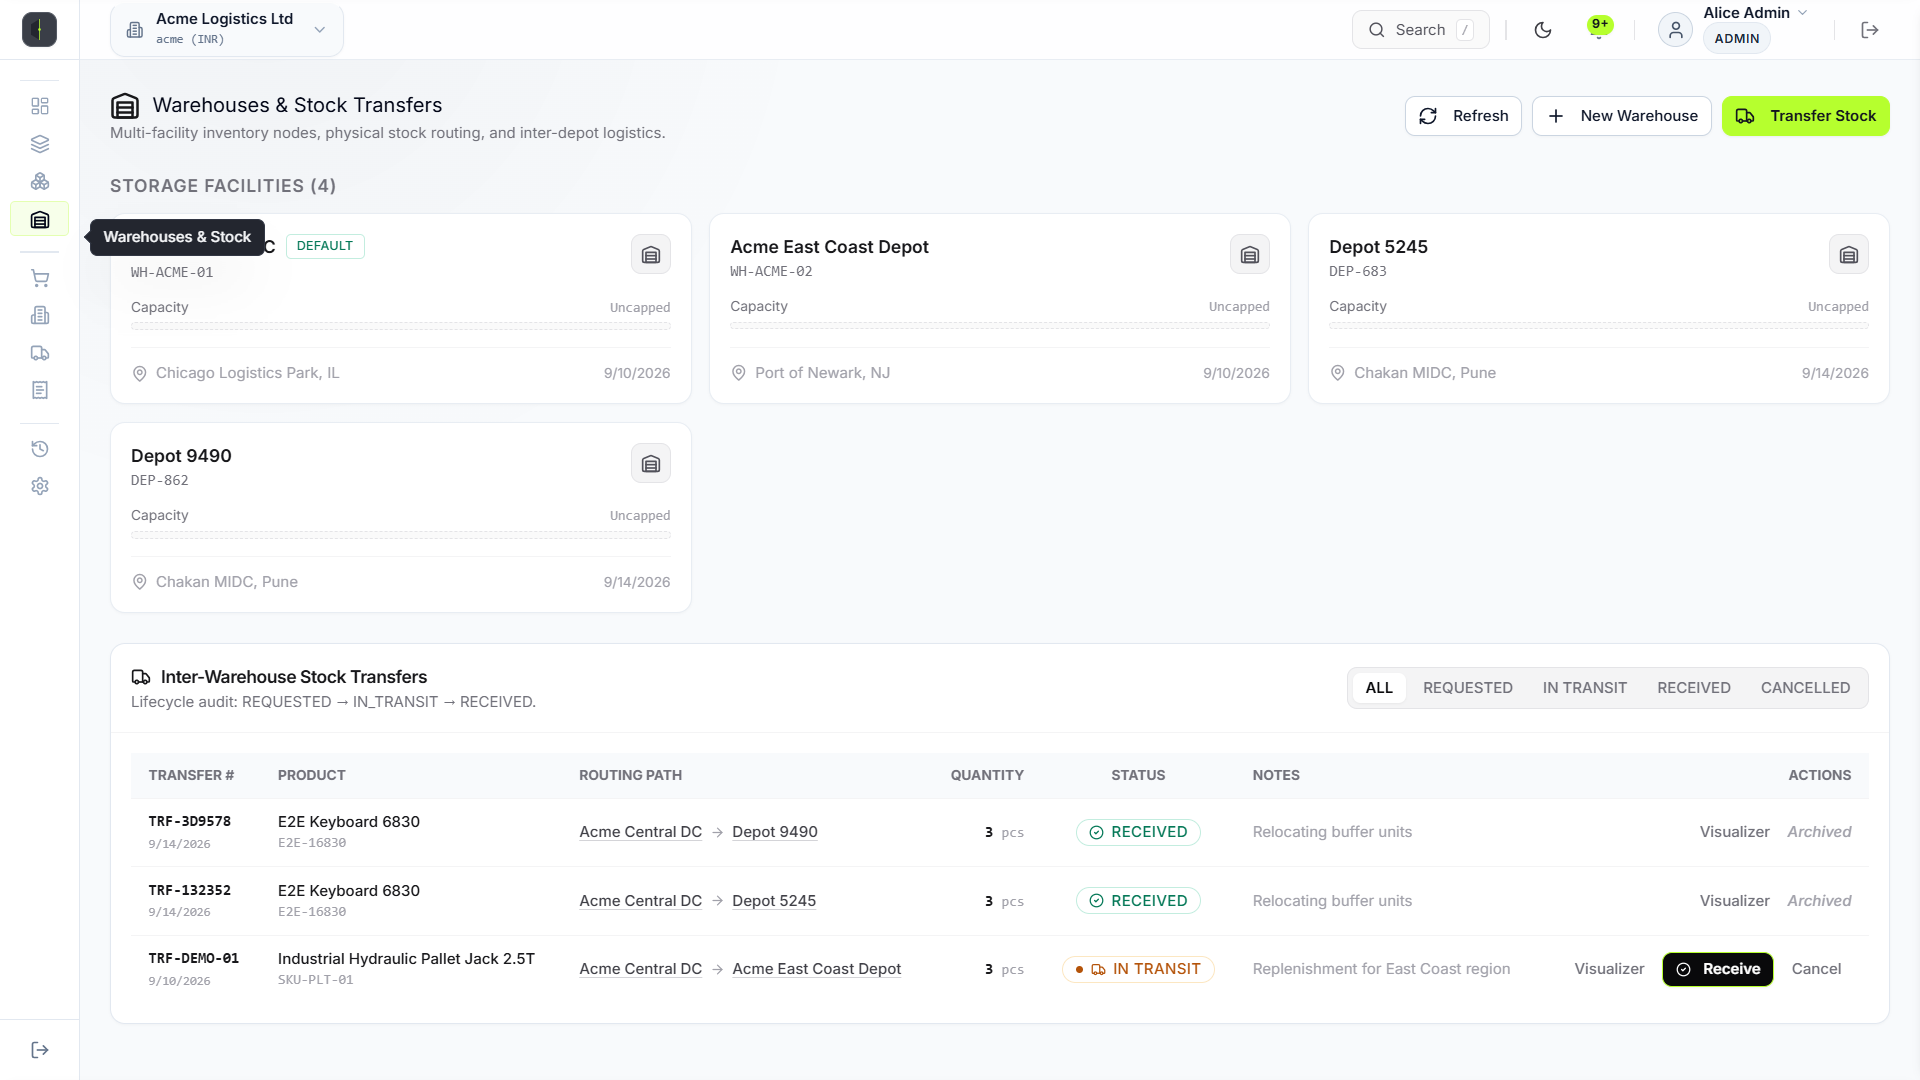 Acme Logistics Ltd
acme (INR)
Search /
9+
Alice Admin
ADMIN
Warehouses & Stock Transfers
Multi-facility inventory nodes, physical stock routing, and inter-depot logistics.
Refresh
New Warehouse
Transfer Stock
STORAGE FACILITIES (4)
Warehouses & Stock
C DEFAULT
WH-ACME-01
Capacity Uncapped
Chicago Logistics Park, IL 9/10/2026
Acme East Coast Depot
WH-ACME-02
Capacity Uncapped
Port of Newark, NJ 9/10/2026
Depot 5245
DEP-683
Capacity Uncapped
Chakan MIDC, Pune 9/14/2026
Depot 9490
DEP-862
Capacity Uncapped
Chakan MIDC, Pune 9/14/2026
Inter-Warehouse Stock Transfers
Lifecycle audit: REQUESTED → IN_TRANSIT → RECEIVED.
ALL REQUESTED IN TRANSIT RECEIVED CANCELLED
TRANSFER # PRODUCT ROUTING PATH QUANTITY STATUS NOTES ACTIONS
TRF-3D9578 E2E Keyboard 6830 Acme Central DC → Depot 9490 3 pcs RECEIVED Relocating buffer units Visualizer Archived
9/14/2026 E2E-16830
TRF-132352 E2E Keyboard 6830 Acme Central DC → Depot 5245 3 pcs RECEIVED Relocating buffer units Visualizer Archived
9/14/2026 E2E-16830
TRF-DEMO-01 Industrial Hydraulic Pallet Jack 2.5T Acme Central DC → Acme East Coast Depot 3 pcs IN TRANSIT Replenishment for East Coast region Visualizer Receive Cancel
9/10/2026 SKU-PLT-01